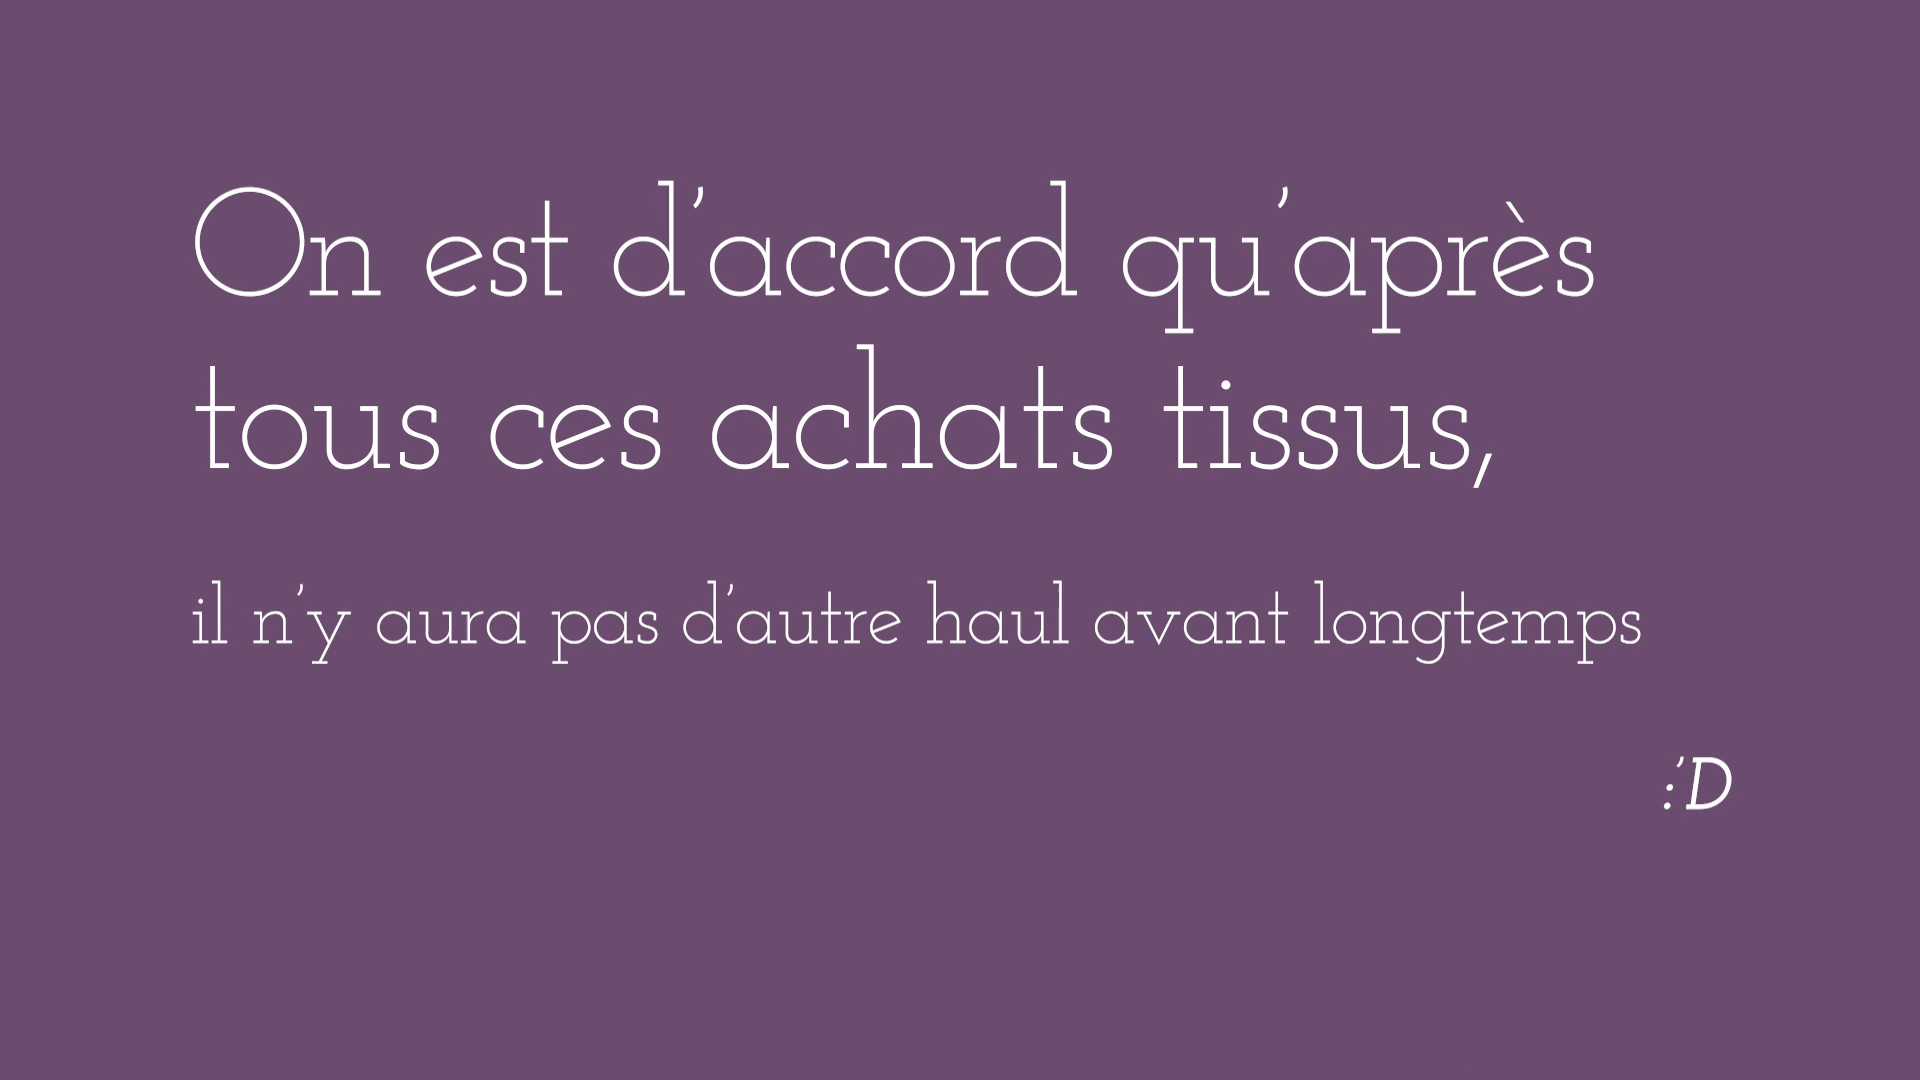 On est d’accord qu’après
tous ces achats tissus,
il n’y aura pas d’autre haul avant longtemps
:’D